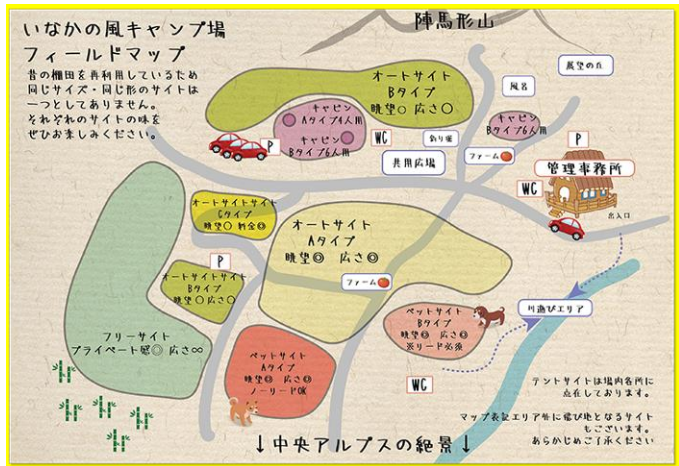 いなかの風キャンプ場
フィールドマップ
昔の棚田を再利用しているため
同じサイズ・同じ形のサイトは
一つとしてありません。
それぞれのサイトの味を
ぜひお楽しみください。
陣馬形山
展望の丘
風呂
オートサイト
Bタイプ
眺望○ 広さ○
キャビン
Aタイプ4人用
キャビン
Bタイプ6人用
P
WC
釣り堀
共用広場
キャビン
Bタイプ6人用
ファーム
P
管理事務所
WC
出入口
オートサイトサイト
Cタイプ
眺望○ 料金◎
オートサイト
Aタイプ
眺望◎ 広さ◎
P
オートサイトサイト
Bタイプ
眺望○ 広さ○
ファーム
川遊びエリア
ペットサイト
Bタイプ
眺望◎ 広さ◎
※リード必須
フリーサイト
プライベート感◎ 広さ∞
ペットサイト
Aタイプ
眺望◎ 広さ◎
ノーリードOK
WC
テントサイトは場内各所に
点在しております。
マップ表記エリア外に飛び地となるサイト
もございます。
あらかじめご了承ください
↓中央アルプスの絶景↓